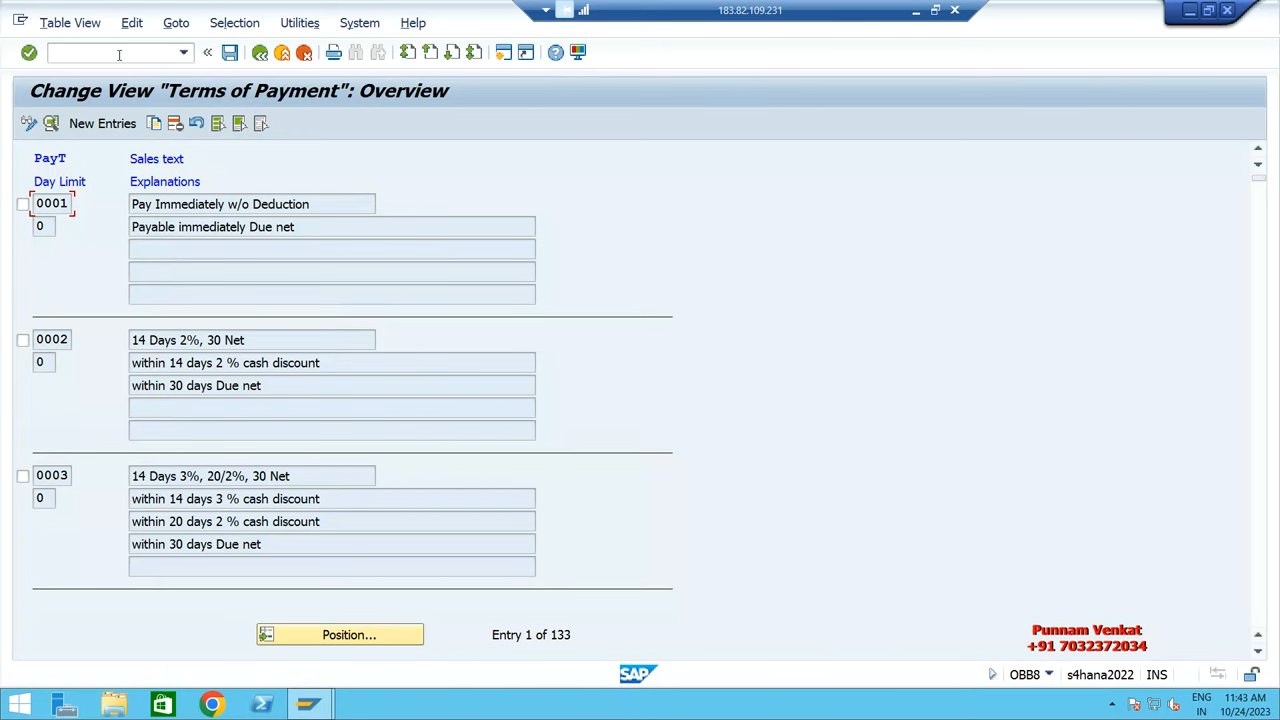 183.82.109.231
Table View Edit Goto Selection Utilities System Help
Change View "Terms of Payment": Overview
New Entries
PayT Sales text
Day Limit Explanations
0001 Pay Immediately w/o Deduction
0 Payable immediately Due net
0002 14 Days 2%, 30 Net
0 within 14 days 2 % cash discount
within 30 days Due net
0003 14 Days 3%, 20/2%, 30 Net
0 within 14 days 3 % cash discount
within 20 days 2 % cash discount
within 30 days Due net
Position... Entry 1 of 133
Punnam Venkat
+91 7032372034
SAP OBB8 s4hana2022 INS
ENG 11:43 AM
IN 10/24/2023